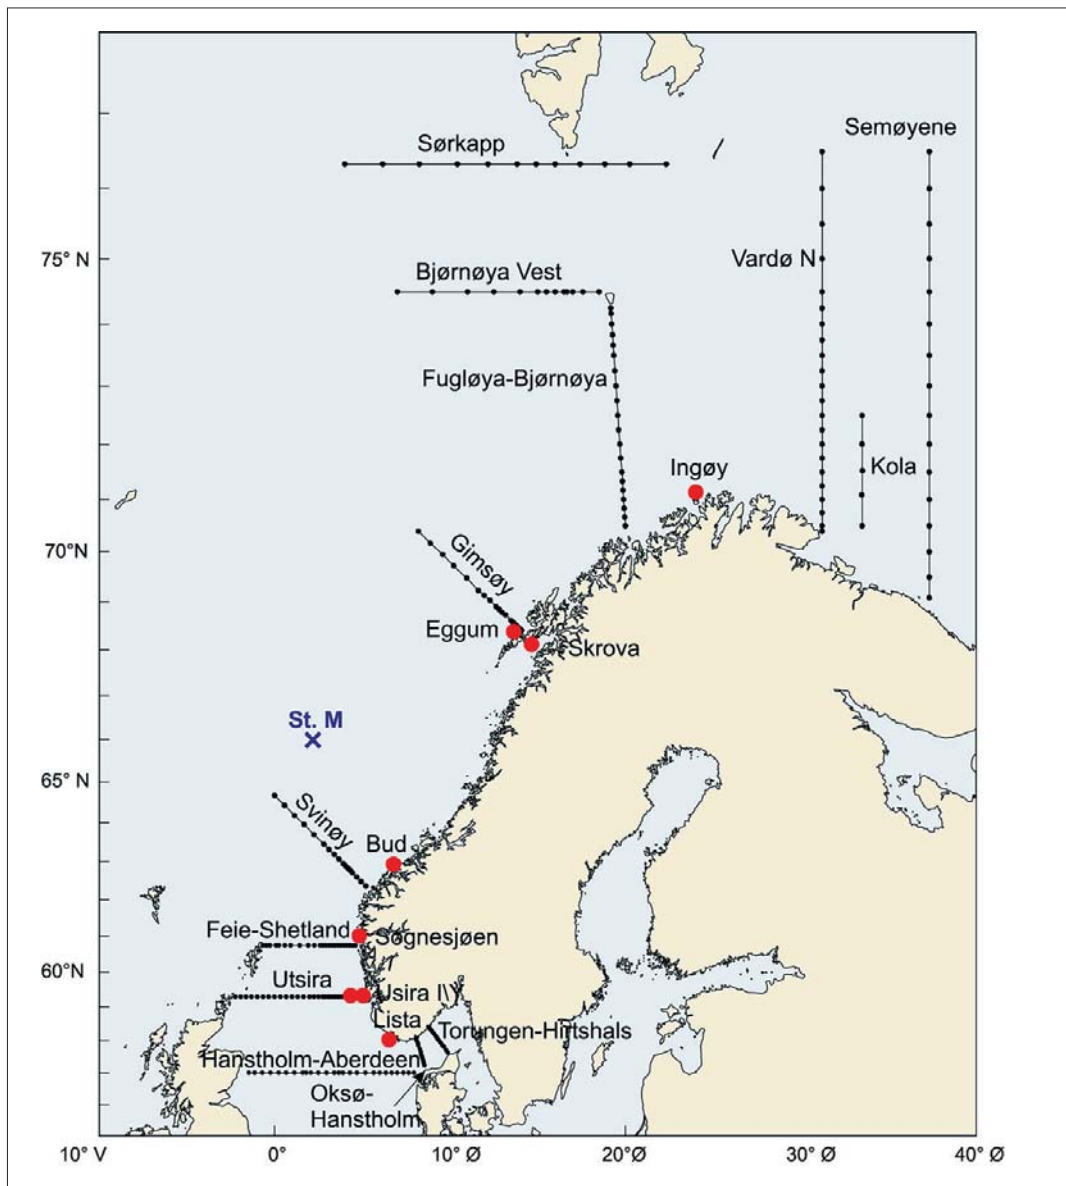 Semøyene
Sørkapp
75° N
Vardø N
Bjørnøya Vest
Fugløya-Bjørnøya
Ingøy
Kola
70°N
Gimsøy
Eggum
Skrova
St. M
65° N
Svinøy
Bud
Feie-Shetland
Sognesjøen
60° N
Utsira
Lista
Torungen-Hirtshals
Hanstholm-Aberdeen
Oksø-
Hanstholm
10° V
0°
10° Ø
20°Ø
30° Ø
40° Ø